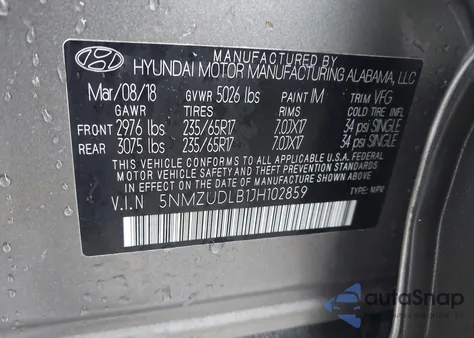 MANUFACTURED BY
HYUNDAI MOTOR MANUFACTURING ALABAMA, LLC
Mar/08/18 GVWR 5026 lbs PAINT IM TRIM VFG
GAWR TIRES RIMS COLD TIRE INFL
FRONT 2976 lbs 235/65R17 7.0JX17 34 psi SINGLE
REAR 3075 lbs 235/65R17 7.0JX17 34 psi SINGLE
THIS VEHICLE CONFORMS TO ALL APPLICABLE U.S.A. FEDERAL
MOTOR VEHICLE SAFETY AND THEFT PREVENTION STANDARDS
IN EFFECT ON THE DATE OF MANUFACTURE SHOWN ABOVE.
V.I.N 5NMZUDLB1JH102859 TYPE: MPV
autoSnap